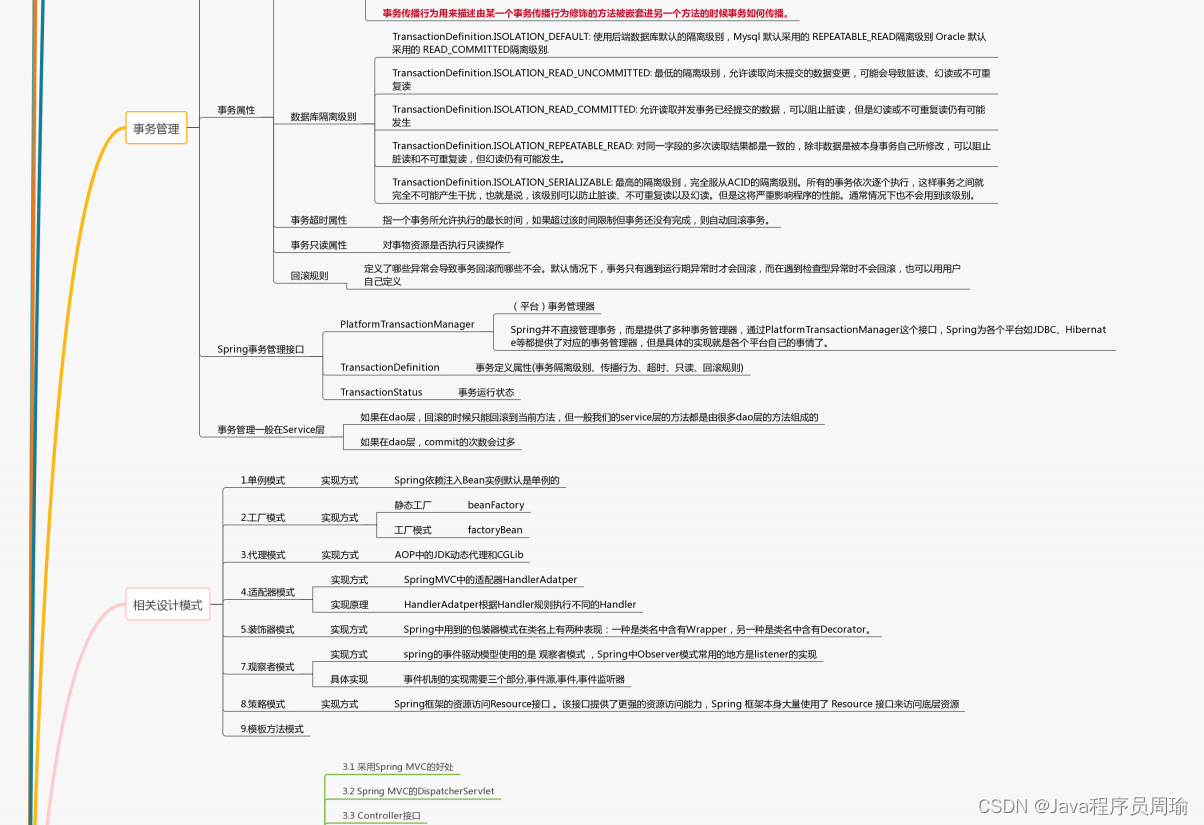 事务传播行为用来描述由某一个事务传播行为修饰的方法被嵌套进另一个方法的时候事务如何传播。
事务管理
事务属性
数据库隔离级别
TransactionDefinition.ISOLATION_DEFAULT: 使用后端数据库默认的隔离级别，Mysql 默认采用的 REPEATABLE_READ隔离级别 Oracle 默认
采用的 READ_COMMITTED隔离级别.
TransactionDefinition.ISOLATION_READ_UNCOMMITTED: 最低的隔离级别，允许读取尚未提交的数据变更，可能会导致脏读、幻读或不可重
复读
TransactionDefinition.ISOLATION_READ_COMMITTED: 允许读取并发事务已经提交的数据，可以阻止脏读，但是幻读或不可重复读仍有可能
发生
TransactionDefinition.ISOLATION_REPEATABLE_READ: 对同一字段的多次读取结果都是一致的，除非数据是被本身事务自己所修改，可以阻止
脏读和不可重复读，但幻读仍有可能发生。
TransactionDefinition.ISOLATION_SERIALIZABLE: 最高的隔离级别，完全服从ACID的隔离级别。所有的事务依次逐个执行，这样事务之间就
完全不可能产生干扰，也就是说，该级别可以防止脏读、不可重复读以及幻读。但是这将严重影响程序的性能。通常情况下也不会用到该级别。
事务超时属性
指一个事务所允许执行的最长时间，如果超过该时间限制但事务还没有完成，则自动回滚事务。
事务只读属性
对事物资源是否执行只读操作
回滚规则
定义了哪些异常会导致事务回滚而哪些不会。默认情况下，事务只有遇到运行期异常时才会回滚，而在遇到检查型异常时不会回滚，也可以用用户
自己定义
Spring事务管理接口
PlatformTransactionManager
（平台）事务管理器
Spring并不直接管理事务，而是提供了多种事务管理器，通过PlatformTransactionManager这个接口，Spring为各个平台如JDBC、Hibernat
e等都提供了对应的事务管理器，但是具体的实现就是各个平台自己的事情了。
TransactionDefinition
事务定义属性(事务隔离级别、传播行为、超时、只读、回滚规则)
TransactionStatus
事务运行状态
事务管理一般在Service层
如果在dao层，回滚的时候只能回滚到当前方法，但一般我们的service层的方法都是由很多dao层的方法组成的
如果在dao层，commit的次数会过多
相关设计模式
1.单例模式
实现方式
Spring依赖注入Bean实例默认是单例的
2.工厂模式
实现方式
静态工厂
beanFactory
工厂模式
factoryBean
3.代理模式
实现方式
AOP中的JDK动态代理和CGLib
4.适配器模式
实现方式
SpringMVC中的适配器HandlerAdatper
实现原理
HandlerAdatper根据Handler规则执行不同的Handler
5.装饰器模式
实现方式
Spring中用到的包装器模式在类名上有两种表现：一种是类名中含有Wrapper，另一种是类名中含有Decorator。
7.观察者模式
实现方式
spring的事件驱动模型使用的是 观察者模式 ，Spring中Observer模式常用的地方是listener的实现
具体实现
事件机制的实现需要三个部分,事件源,事件,事件监听器
8.策略模式
实现方式
Spring框架的资源访问Resource接口 。该接口提供了更强的资源访问能力，Spring 框架本身大量使用了 Resource 接口来访问底层资源
9.模板方法模式
3.1 采用Spring MVC的好处
3.2 Spring MVC的DispatcherServlet
3.3 Controller接口
CSDN @Java程序员周瑜